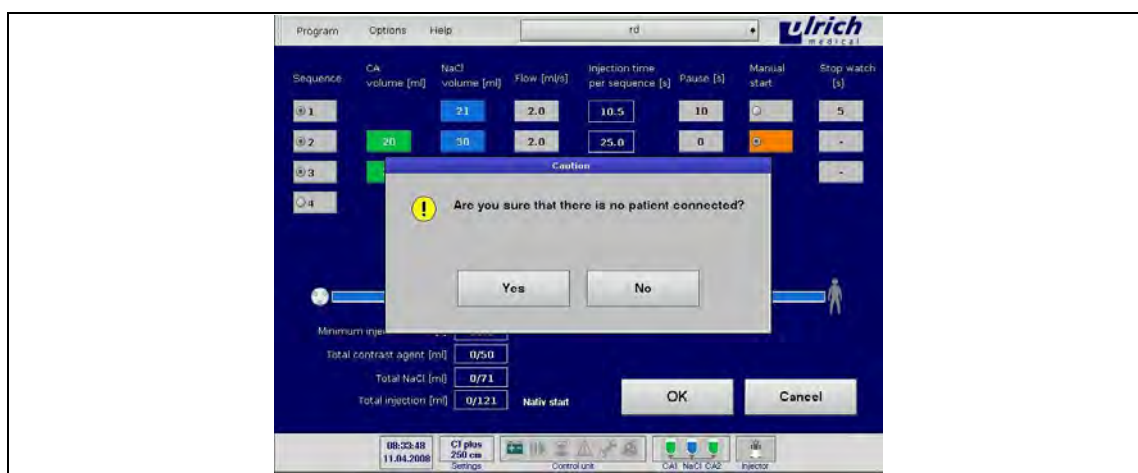 Program Options Help rd ulrich
medical
Sequence CA volume [ml] NaCl volume [ml] Flow [ml/s] Injection time per sequence [s] Pause [s] Manual start Stop watch [s]
1 21 2.0 10.5 10 5
2 20 30 2.0 25.0 0 -
Caution
3 -
Are you sure that there is no patient connected?
4
Yes No
Minimum
Total contrast agent [ml] 0/50
Total NaCl [ml] 0/71
Total injection [ml] 0/121 Nativ start OK Cancel
08:33:48 CT plus
11.04.2008 250 cm
Settings Control unit CA1 NaCl CA2 Injector